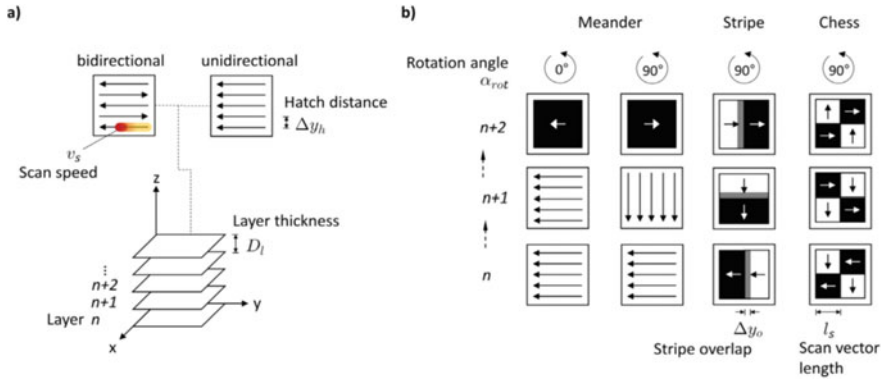 a)
bidirectional
unidirectional
Hatch distance
Δy_h
v_s
Scan speed
z
Layer thickness
D_l
⋮
n+2
n+1
Layer n
y
x
b)
Meander
Stripe
Chess
Rotation angle
α_rot
0°
90°
90°
90°
n+2
n+1
n
Δy_o
l_s
Stripe overlap
Scan vector
length